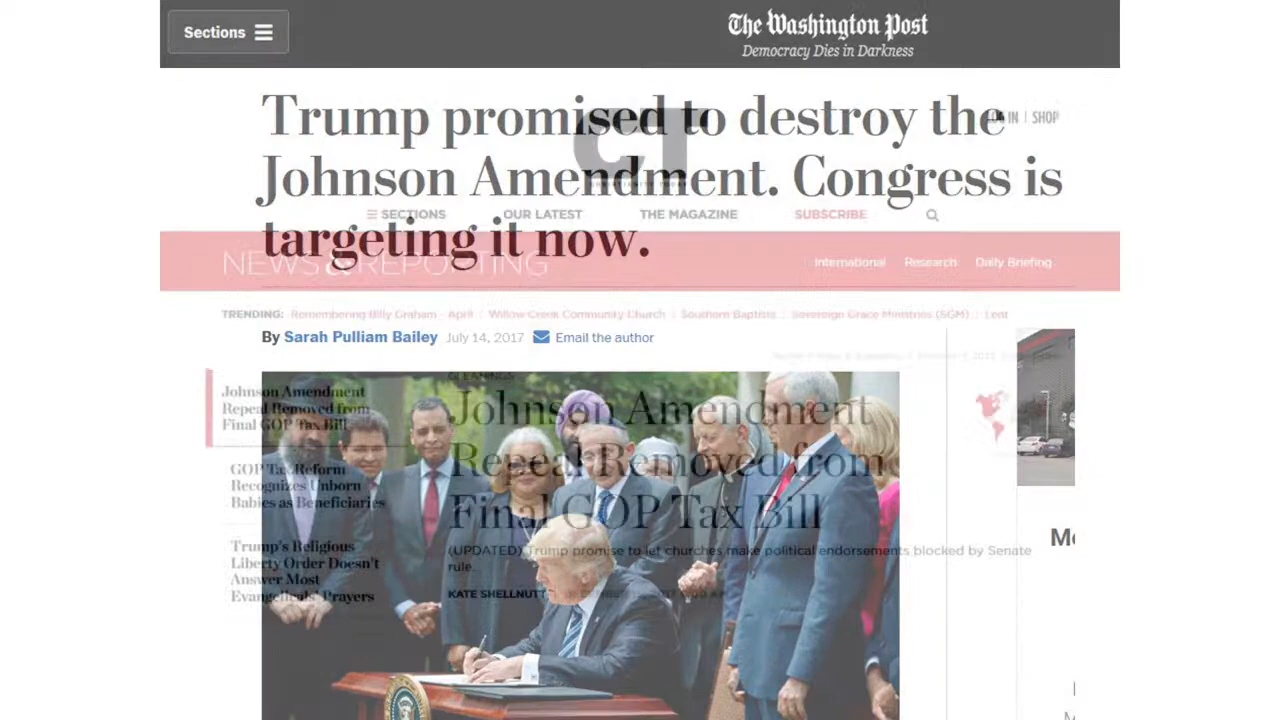 Sections
The Washington Post
Democracy Dies in Darkness
Trump promised to destroy the
Johnson Amendment. Congress is
targeting it now.
CT
LOG IN | SHOP
SECTIONS
OUR LATEST
THE MAGAZINE
SUBSCRIBE
NEWS & REPORTING
International
Research
Daily Briefing
TRENDING: Remembering Billy Graham - April | Willow Creek Community Church | Southern Baptists | Sovereign Grace Ministries (SGM) | Lent
By Sarah Pulliam Bailey July 14, 2017 Email the author
Johnson Amendment
Repeal Removed from
Final GOP Tax Bill
GOP Tax Reform
Recognizes Unborn
Babies as Beneficiaries
Trump's Religious
Liberty Order Doesn't
Answer Most
Evangelicals' Prayers
GLEANINGS
Johnson Amendment
Repeal Removed from
Final GOP Tax Bill
(UPDATED) Trump promise to let churches make political endorsements blocked by Senate
rule.
KATE SHELLNUTT